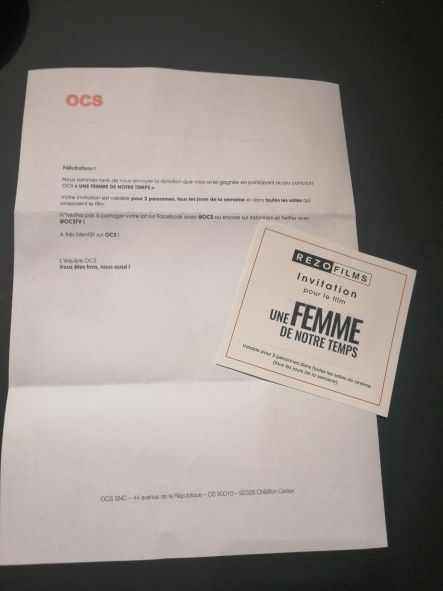 OCS
Félicitations !
Nous sommes ravis de vous envoyer la dotation que vous avez gagnée en participant au jeu concours
OCS « UNE FEMME DE NOTRE TEMPS ».
Votre invitation est valable pour 2 personnes, tous les jours de la semaine et dans toutes les salles qui
proposent le film.
N'hésitez pas à partager votre lot sur Facebook avec @OCS ou encore sur Instagram et Twitter avec
@OCSTV !
A très bientôt sur OCS !
L'équipe OCS
Vous êtes fans, nous aussi !
REZOFILMS
Invitation
pour le film
UNE FEMME
DE NOTRE TEMPS
Valable pour 2 personnes dans toutes les salles de cinéma
(tous les jours de la semaine)
OCS SNC – 44 avenue de la République – CS 60010 – 92326 Châtillon Cedex